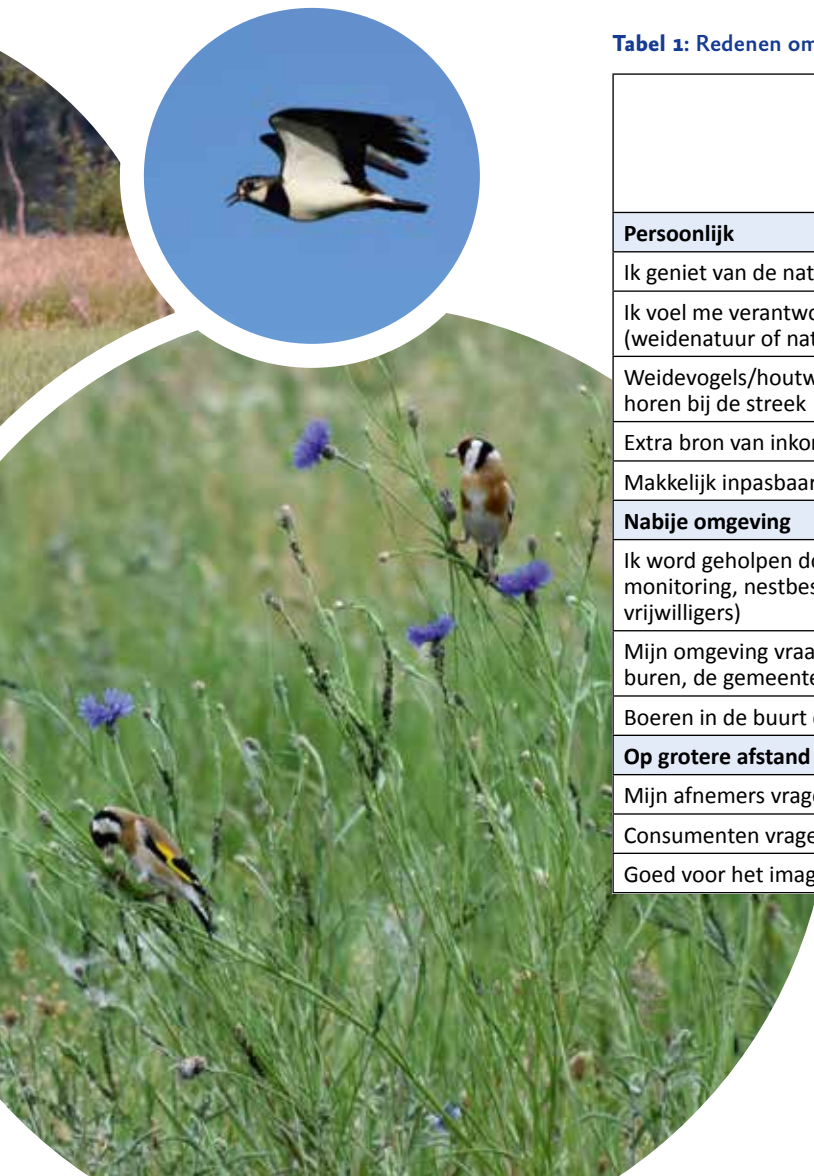 Tabel 1: Redenen om
Persoonlijk
Ik geniet van de nat
Ik voel me verantwo
(weidenatuur of nat
Weidevogels/houtw
horen bij de streek
Extra bron van inkor
Makkelijk inpasbaar
Nabije omgeving
Ik word geholpen do
monitoring, nestbes
vrijwilligers)
Mijn omgeving vraa
buren, de gemeente
Boeren in de buurt
Op grotere afstand
Mijn afnemers vrage
Consumenten vrage
Goed voor het imag